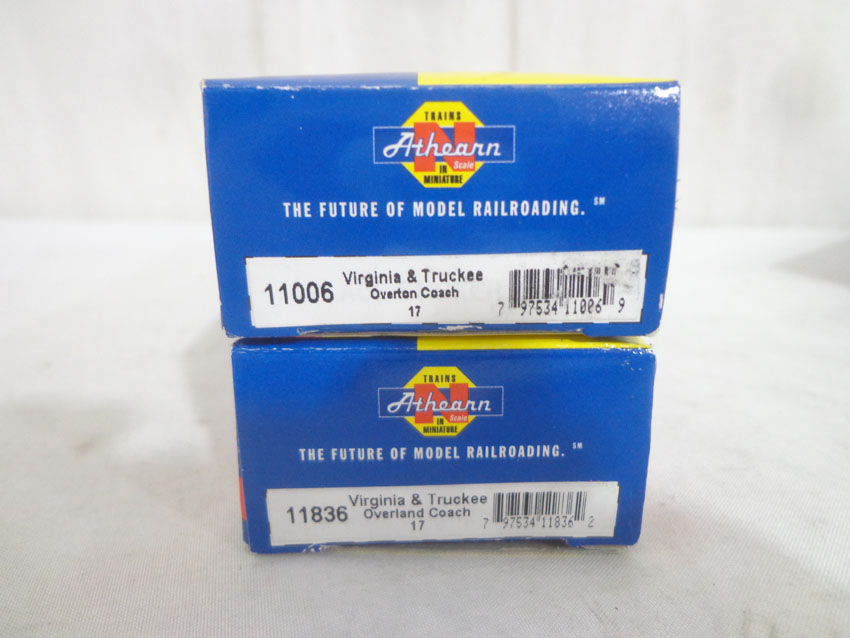 TRAINS
Athearn
N Scale
IN
MINIATURE
THE FUTURE OF MODEL RAILROADING. SM
11006 Virginia & Truckee
Overton Coach
17
7 97534 11006 9
TRAINS
Athearn
N Scale
IN
MINIATURE
THE FUTURE OF MODEL RAILROADING. SM
11836 Virginia & Truckee
Overland Coach
17
7 97534 11836 2